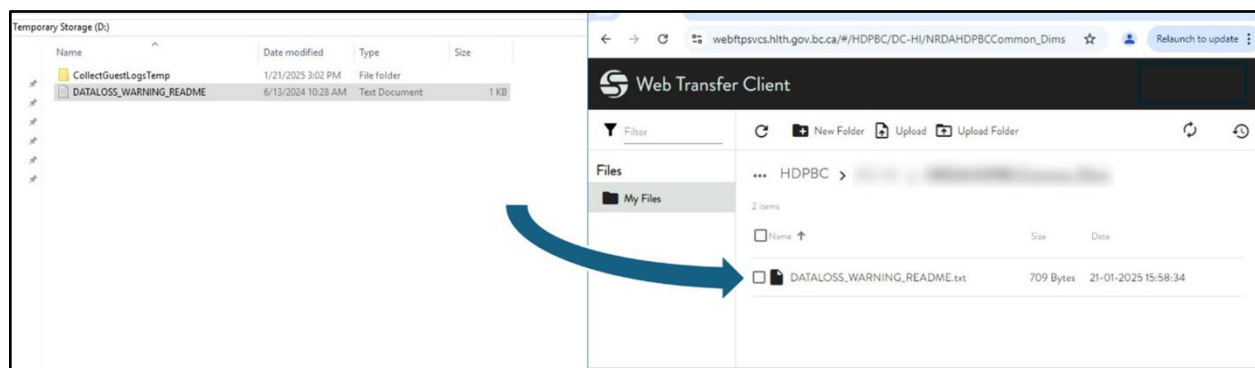 Temporary Storage (D:)
Name Date modified Type Size
CollectGuestLogsTemp 1/21/2025 3:02 PM File folder
DATALOSS_WARNING_README 6/13/2024 10:28 AM Text Document 1 KB
webftpsvcs.hlth.gov.bc.ca/#/HDPBC/DC-HI/NRDAHDPBCCommon_Dims Relaunch to update
Web Transfer Client
Filter New Folder Upload Upload Folder
Files ... HDPBC >
My Files
2 items
Name Size Date
DATALOSS_WARNING_README.txt 709 Bytes 21-01-2025 15:58:34